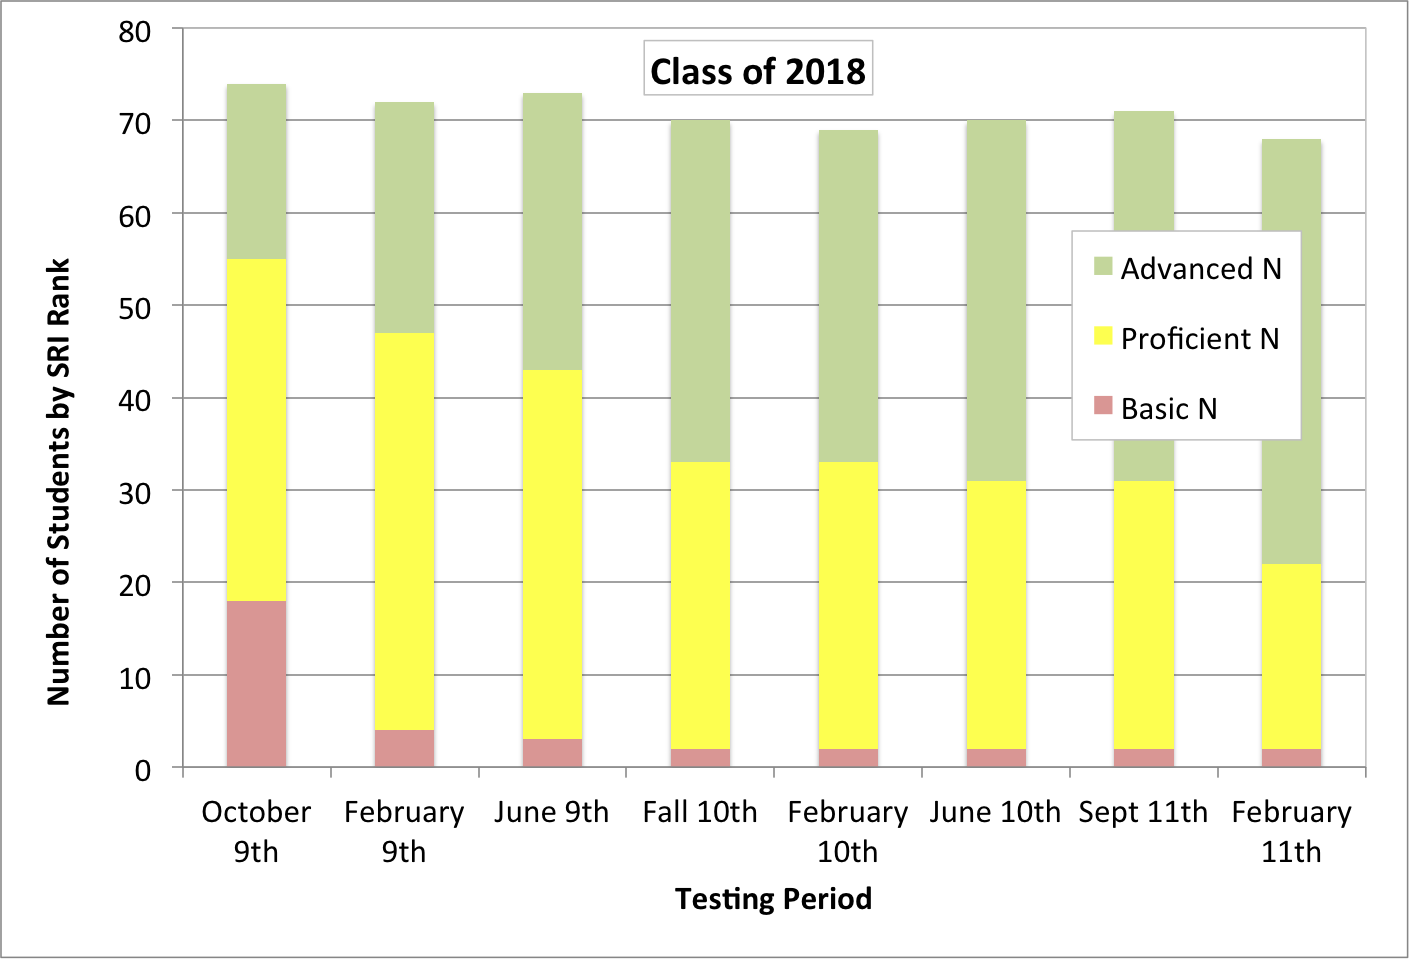 Class of 2018
80
70
60
50
40
30
20
10
0
Number of Students by SRI Rank
Advanced N
Proficient N
Basic N
October
9th
February
9th
June 9th
Fall 10th
February
10th
June 10th
Sept 11th
February
11th
Testing Period